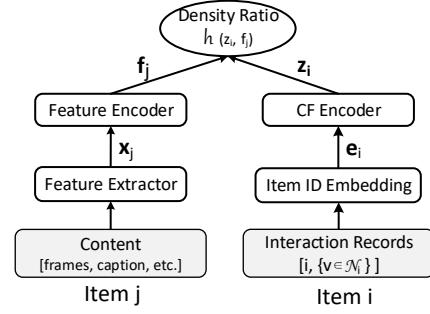 Density Ratio
h (zᵢ, fⱼ)
fⱼ
zᵢ
Feature Encoder
CF Encoder
xⱼ
eᵢ
Feature Extractor
Item ID Embedding
Content
[frames, caption, etc.]
Interaction Records
[i, {v∈𝒩ᵢ} ]
Item j
Item i